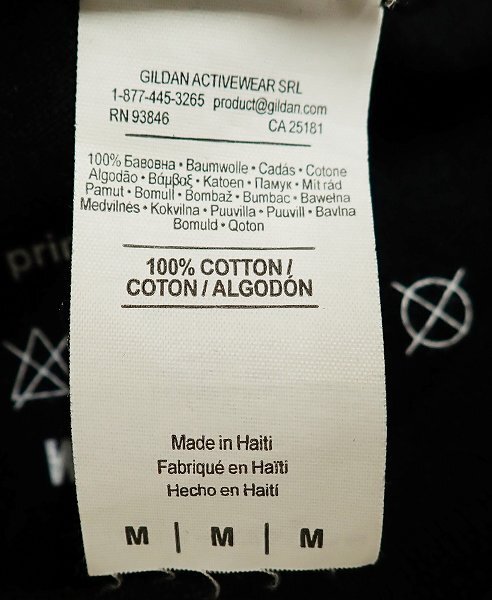 GILDAN ACTIVEWEAR SRL
1-877-445-3265 product@gildan.com
RN 93846 CA 25181
100% Бавовна • Baumwolle • Cadás • Cotone
Algodão • Βάμβαξ • Katoen • Памук • Mit rád
Pamut • Bomull • Bombaž • Bumbac • Bawełna
Medvilnės • Kokvilna • Puuvilla • Puuvill • Bavlna
Bomuld • Qoton
100% COTTON /
COTON / ALGODÓN
Made in Haiti
Fabriqué en Haïti
Hecho en Haití
M | M | M